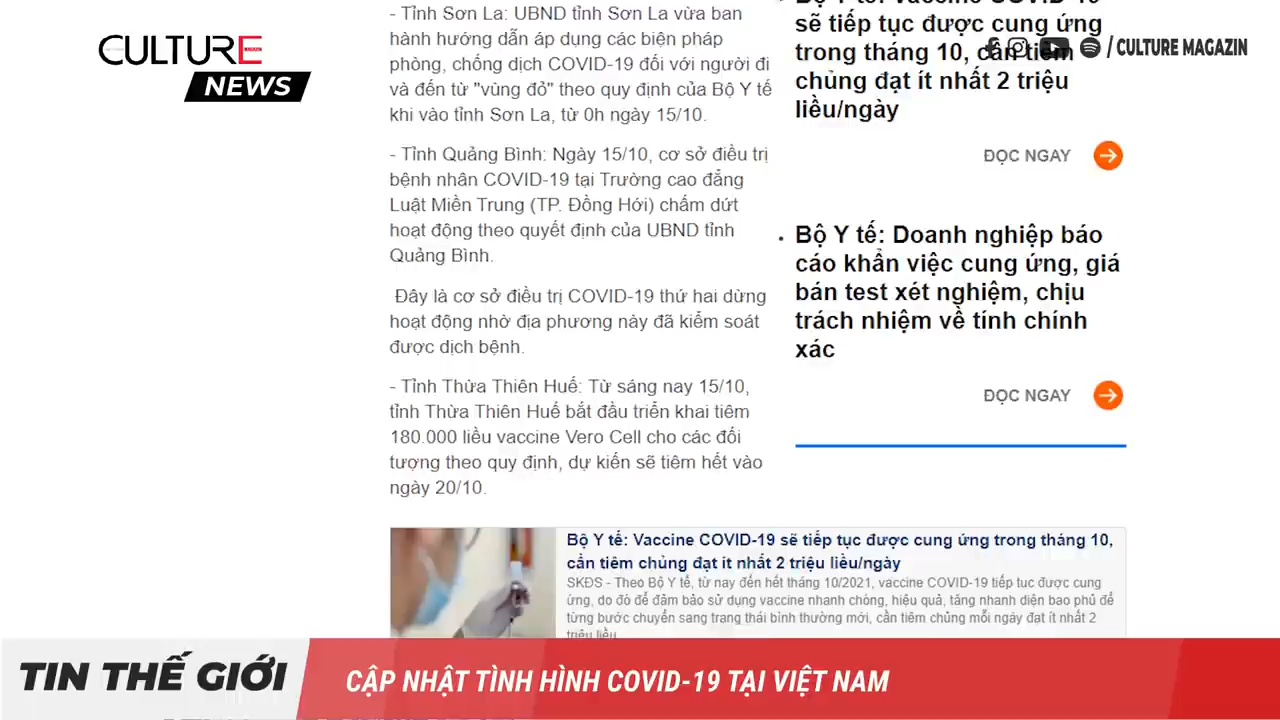 CULTURE
NEWS
/ CULTURE MAGAZIN
- Tỉnh Sơn La: UBND tỉnh Sơn La vừa ban
hành hướng dẫn áp dụng các biện pháp
phòng, chống dịch COVID-19 đối với người đi
và đến từ "vùng đỏ" theo quy định của Bộ Y tế
khi vào tỉnh Sơn La, từ 0h ngày 15/10.
- Tỉnh Quảng Bình: Ngày 15/10, cơ sở điều trị
bệnh nhân COVID-19 tại Trường cao đẳng
Luật Miền Trung (TP. Đồng Hới) chấm dứt
hoạt động theo quyết định của UBND tỉnh
Quảng Bình.
Đây là cơ sở điều trị COVID-19 thứ hai dừng
hoạt động nhờ địa phương này đã kiểm soát
được dịch bệnh.
- Tỉnh Thừa Thiên Huế: Từ sáng nay 15/10,
tỉnh Thừa Thiên Huế bắt đầu triển khai tiêm
180.000 liều vaccine Vero Cell cho các đối
tượng theo quy định, dự kiến sẽ tiêm hết vào
ngày 20/10.
Bộ Y tế: Vaccine COVID-19
sẽ tiếp tục được cung ứng
trong tháng 10, cần tiêm
chủng đạt ít nhất 2 triệu
liều/ngày
ĐỌC NGAY
• Bộ Y tế: Doanh nghiệp báo
cáo khẩn việc cung ứng, giá
bán test xét nghiệm, chịu
trách nhiệm về tính chính
xác
ĐỌC NGAY
Bộ Y tế: Vaccine COVID-19 sẽ tiếp tục được cung ứng trong tháng 10,
cần tiêm chủng đạt ít nhất 2 triệu liều/ngày
SKĐS - Theo Bộ Y tế, từ nay đến hết tháng 10/2021, vaccine COVID-19 tiếp tục được cung
ứng, do đó để đảm bảo sử dụng vaccine nhanh chóng, hiệu quả, tăng nhanh diện bao phủ để
từng bước chuyển sang trạng thái bình thường mới, cần tiêm chủng mỗi ngày đạt ít nhất 2
triệu liều.
TIN THẾ GIỚI
CẬP NHẬT TÌNH HÌNH COVID-19 TẠI VIỆT NAM